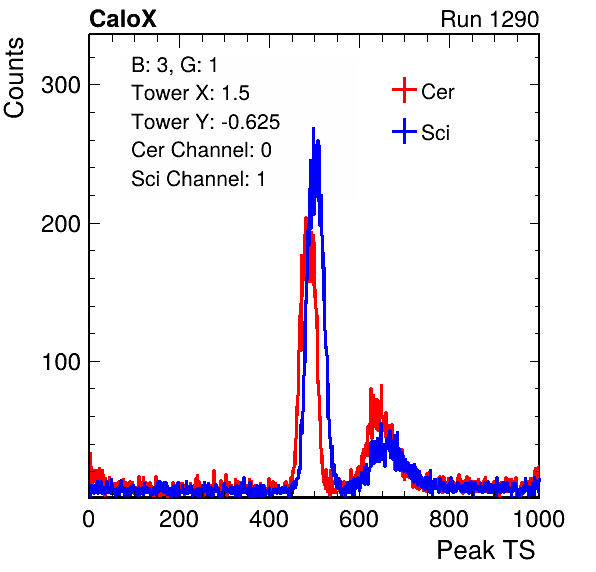 CaloX Run 1290
Counts
B: 3, G: 1
Tower X: 1.5
Tower Y: -0.625
Cer Channel: 0
Sci Channel: 1
Cer
Sci
300
200
100
0 200 400 600 800 1000
Peak TS